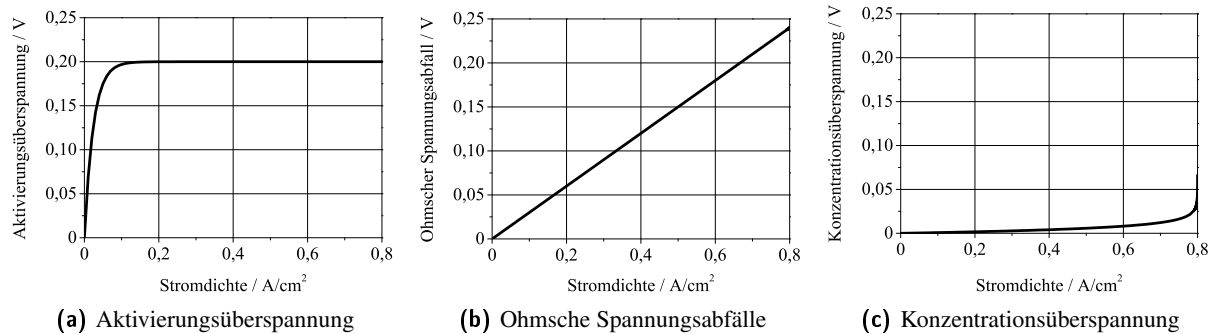 Aktivierungsüberspannung / V
0,25
0,20
0,15
0,10
0,05
0
0 0,2 0,4 0,6 0,8
Stromdichte / A/cm²
(a) Aktivierungsüberspannung
Ohmscher Spannungsabfall / V
0,25
0,20
0,15
0,10
0,05
0
0 0,2 0,4 0,6 0,8
Stromdichte / A/cm²
(b) Ohmsche Spannungsabfälle
Konzentrationsüberspannung / V
0,25
0,20
0,15
0,10
0,05
0
0 0,2 0,4 0,6 0,8
Stromdichte / A/cm²
(c) Konzentrationsüberspannung